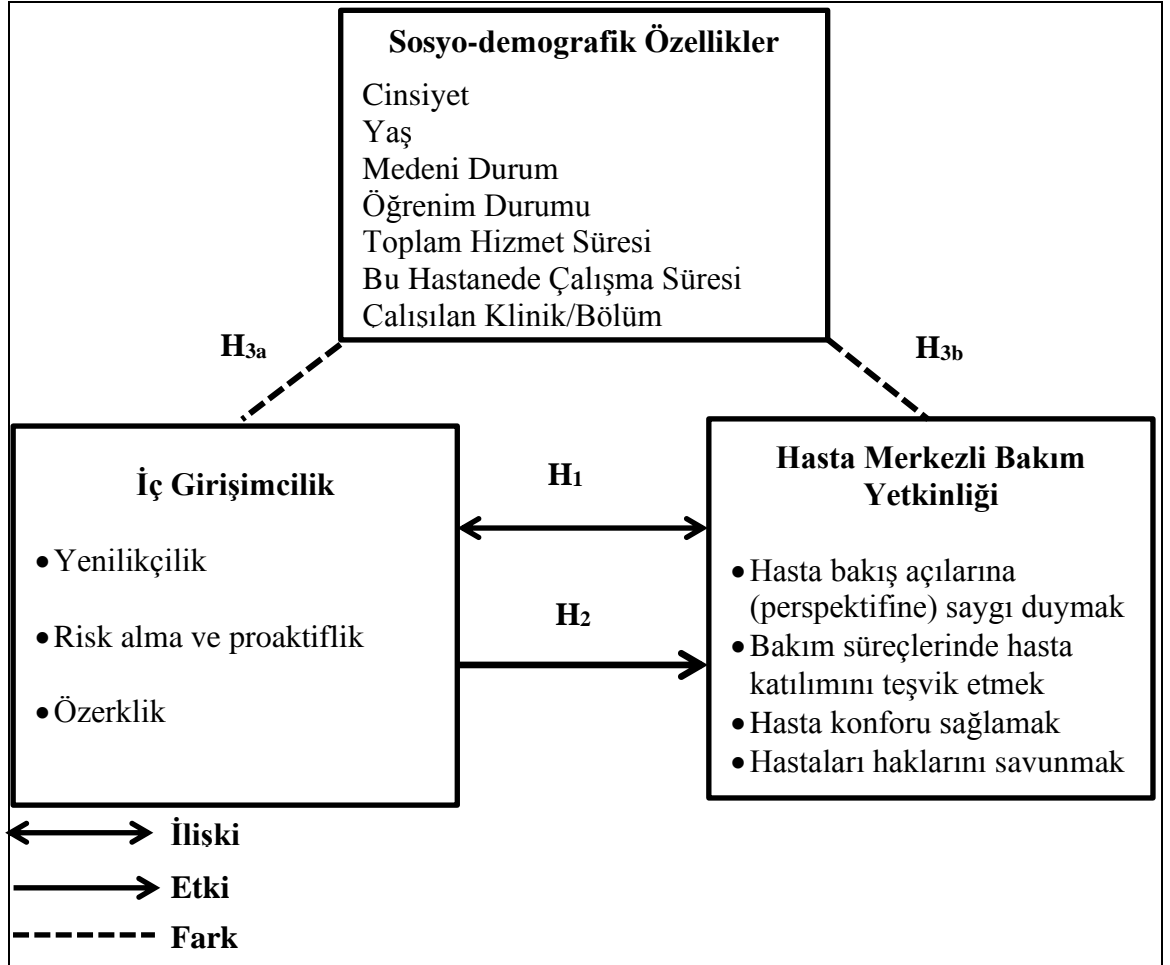 Sosyo-demografik Özellikler
Cinsiyet
Yaş
Medeni Durum
Öğrenim Durumu
Toplam Hizmet Süresi
Bu Hastanede Çalışma Süresi
Çalışılan Klinik/Bölüm
H3a
H3b
İç Girişimcilik
•Yenilikçilik
•Risk alma ve proaktiflik
•Özerklik
H1
H2
Hasta Merkezli Bakım
Yetkinliği
•Hasta bakış açılarına
(perspektifine) saygı duymak
•Bakım süreçlerinde hasta
katılımını teşvik etmek
•Hasta konforu sağlamak
•Hastaları haklarını savunmak
İlişki
Etki
Fark